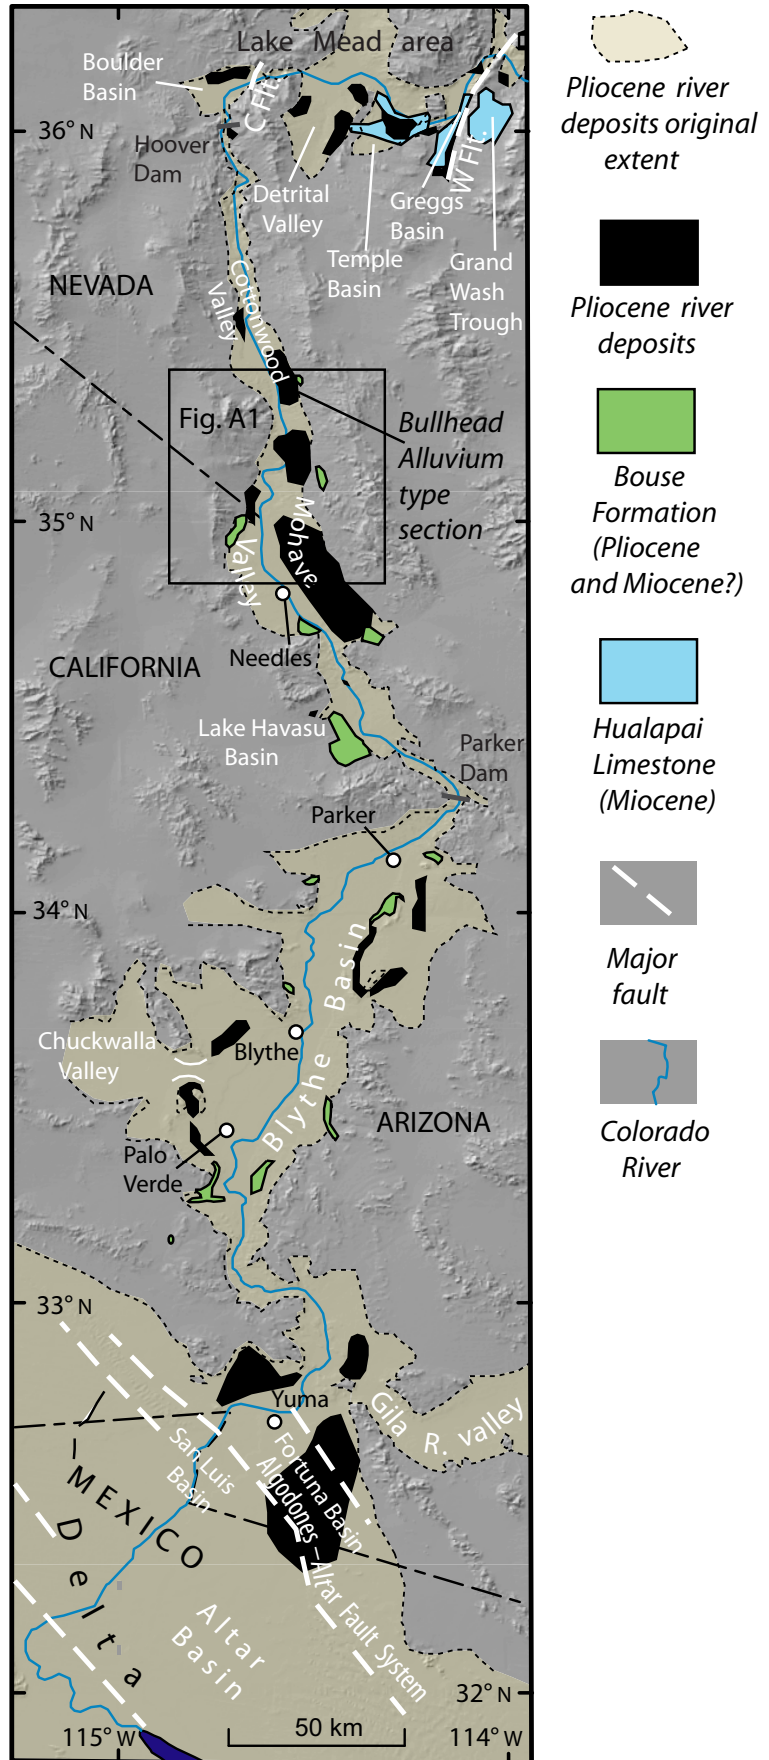 Lake Mead area
Boulder
Basin
C Flt.
36° N
Hoover
Dam
W Flt.
Detrital
Valley
Greggs
Basin
Temple
Basin
Grand
Wash
Trough
NEVADA
Cottonwood
Valley
Fig. A1
Bullhead
Alluvium
type
section
35° N
Mohave
Valley
Needles
CALIFORNIA
Lake Havasu
Basin
Parker
Dam
Parker
34° N
Blythe Basin
Chuckwalla
Valley
Blythe
ARIZONA
Palo
Verde
33° N
Yuma
Gila R. valley
San Luis
Basin
Fortuna Basin
Algodones – Altar Fault System
MEXICO
Delta
Altar
Basin
32° N
115° W
50 km
114° W
Pliocene river
deposits original
extent
Pliocene river
deposits
Bouse
Formation
(Pliocene
and Miocene?)
Hualapai
Limestone
(Miocene)
Major
fault
Colorado
River